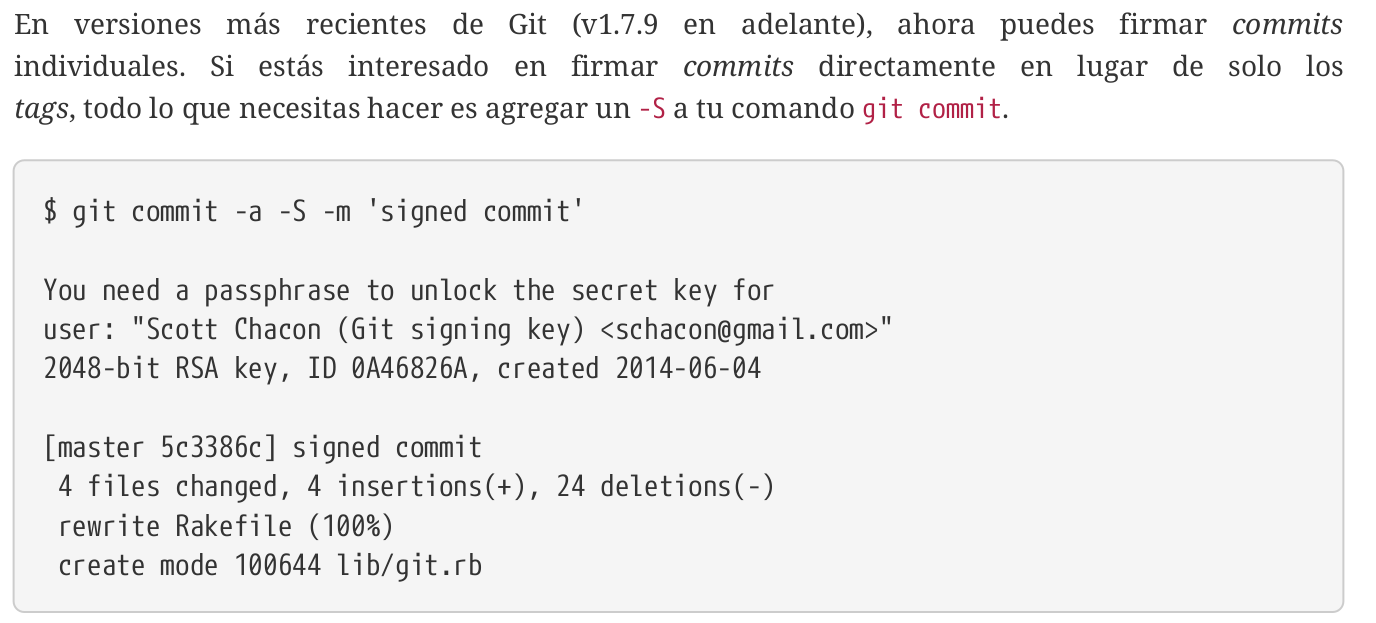 En versiones más recientes de Git (v1.7.9 en adelante), ahora puedes firmar commits
individuales. Si estás interesado en firmar commits directamente en lugar de solo los
tags, todo lo que necesitas hacer es agregar un -S a tu comando git commit.
$ git commit -a -S -m 'signed commit'
You need a passphrase to unlock the secret key for
user: "Scott Chacon (Git signing key) <schacon@gmail.com>"
2048-bit RSA key, ID 0A46826A, created 2014-06-04
[master 5c3386c] signed commit
 4 files changed, 4 insertions(+), 24 deletions(-)
 rewrite Rakefile (100%)
 create mode 100644 lib/git.rb